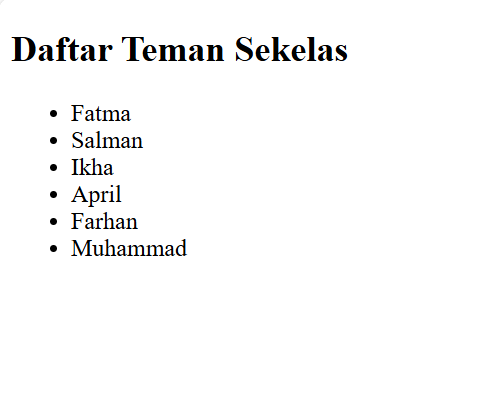 Daftar Teman Sekelas
Fatma
Salman
Ikha
April
Farhan
Muhammad